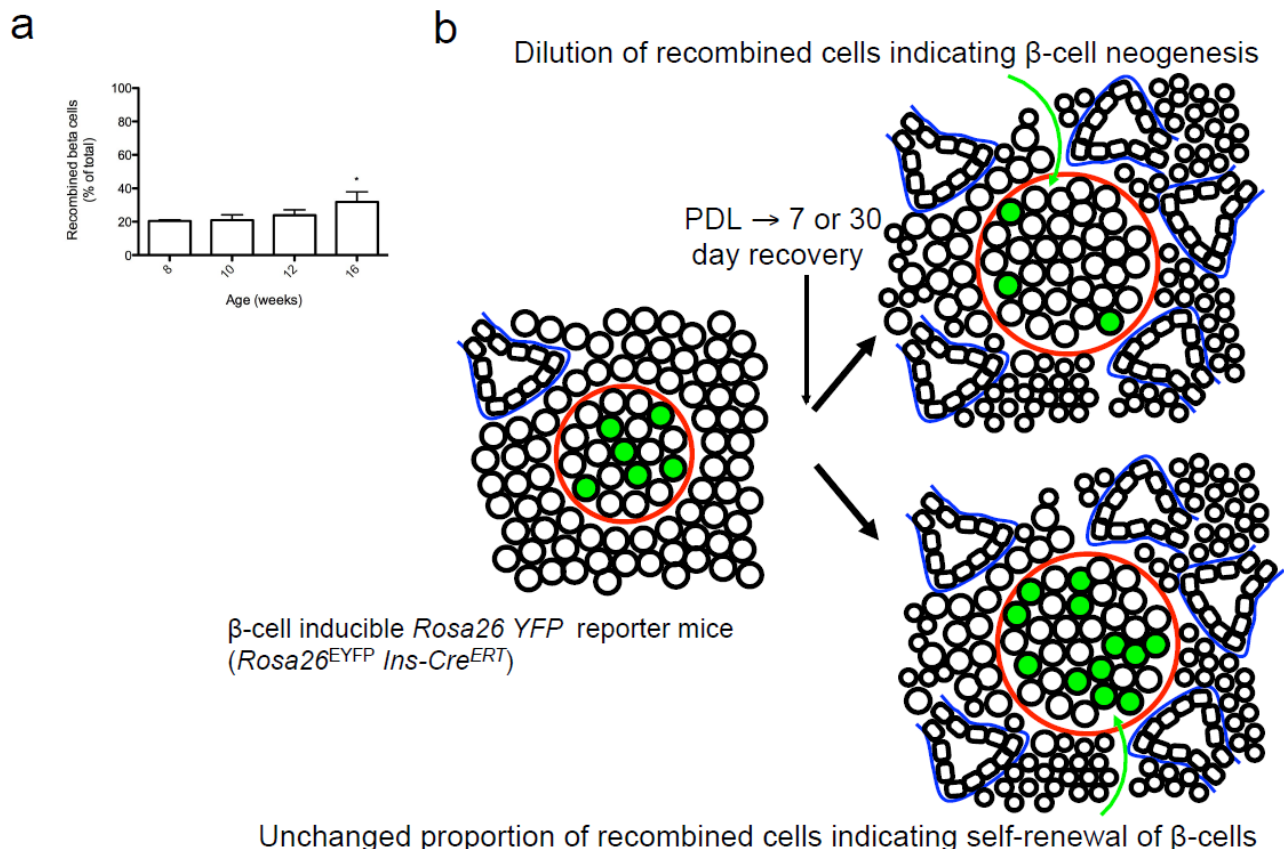 a
b
Dilution of recombined cells indicating β-cell neogenesis
Recombined beta cells
(% of total)
100
80
60
40
20
0
*
8
10
12
16
Age (weeks)
PDL → 7 or 30
day recovery
β-cell inducible Rosa26 YFP reporter mice
(Rosa26EYFP Ins-CreERT)
Unchanged proportion of recombined cells indicating self-renewal of β-cells